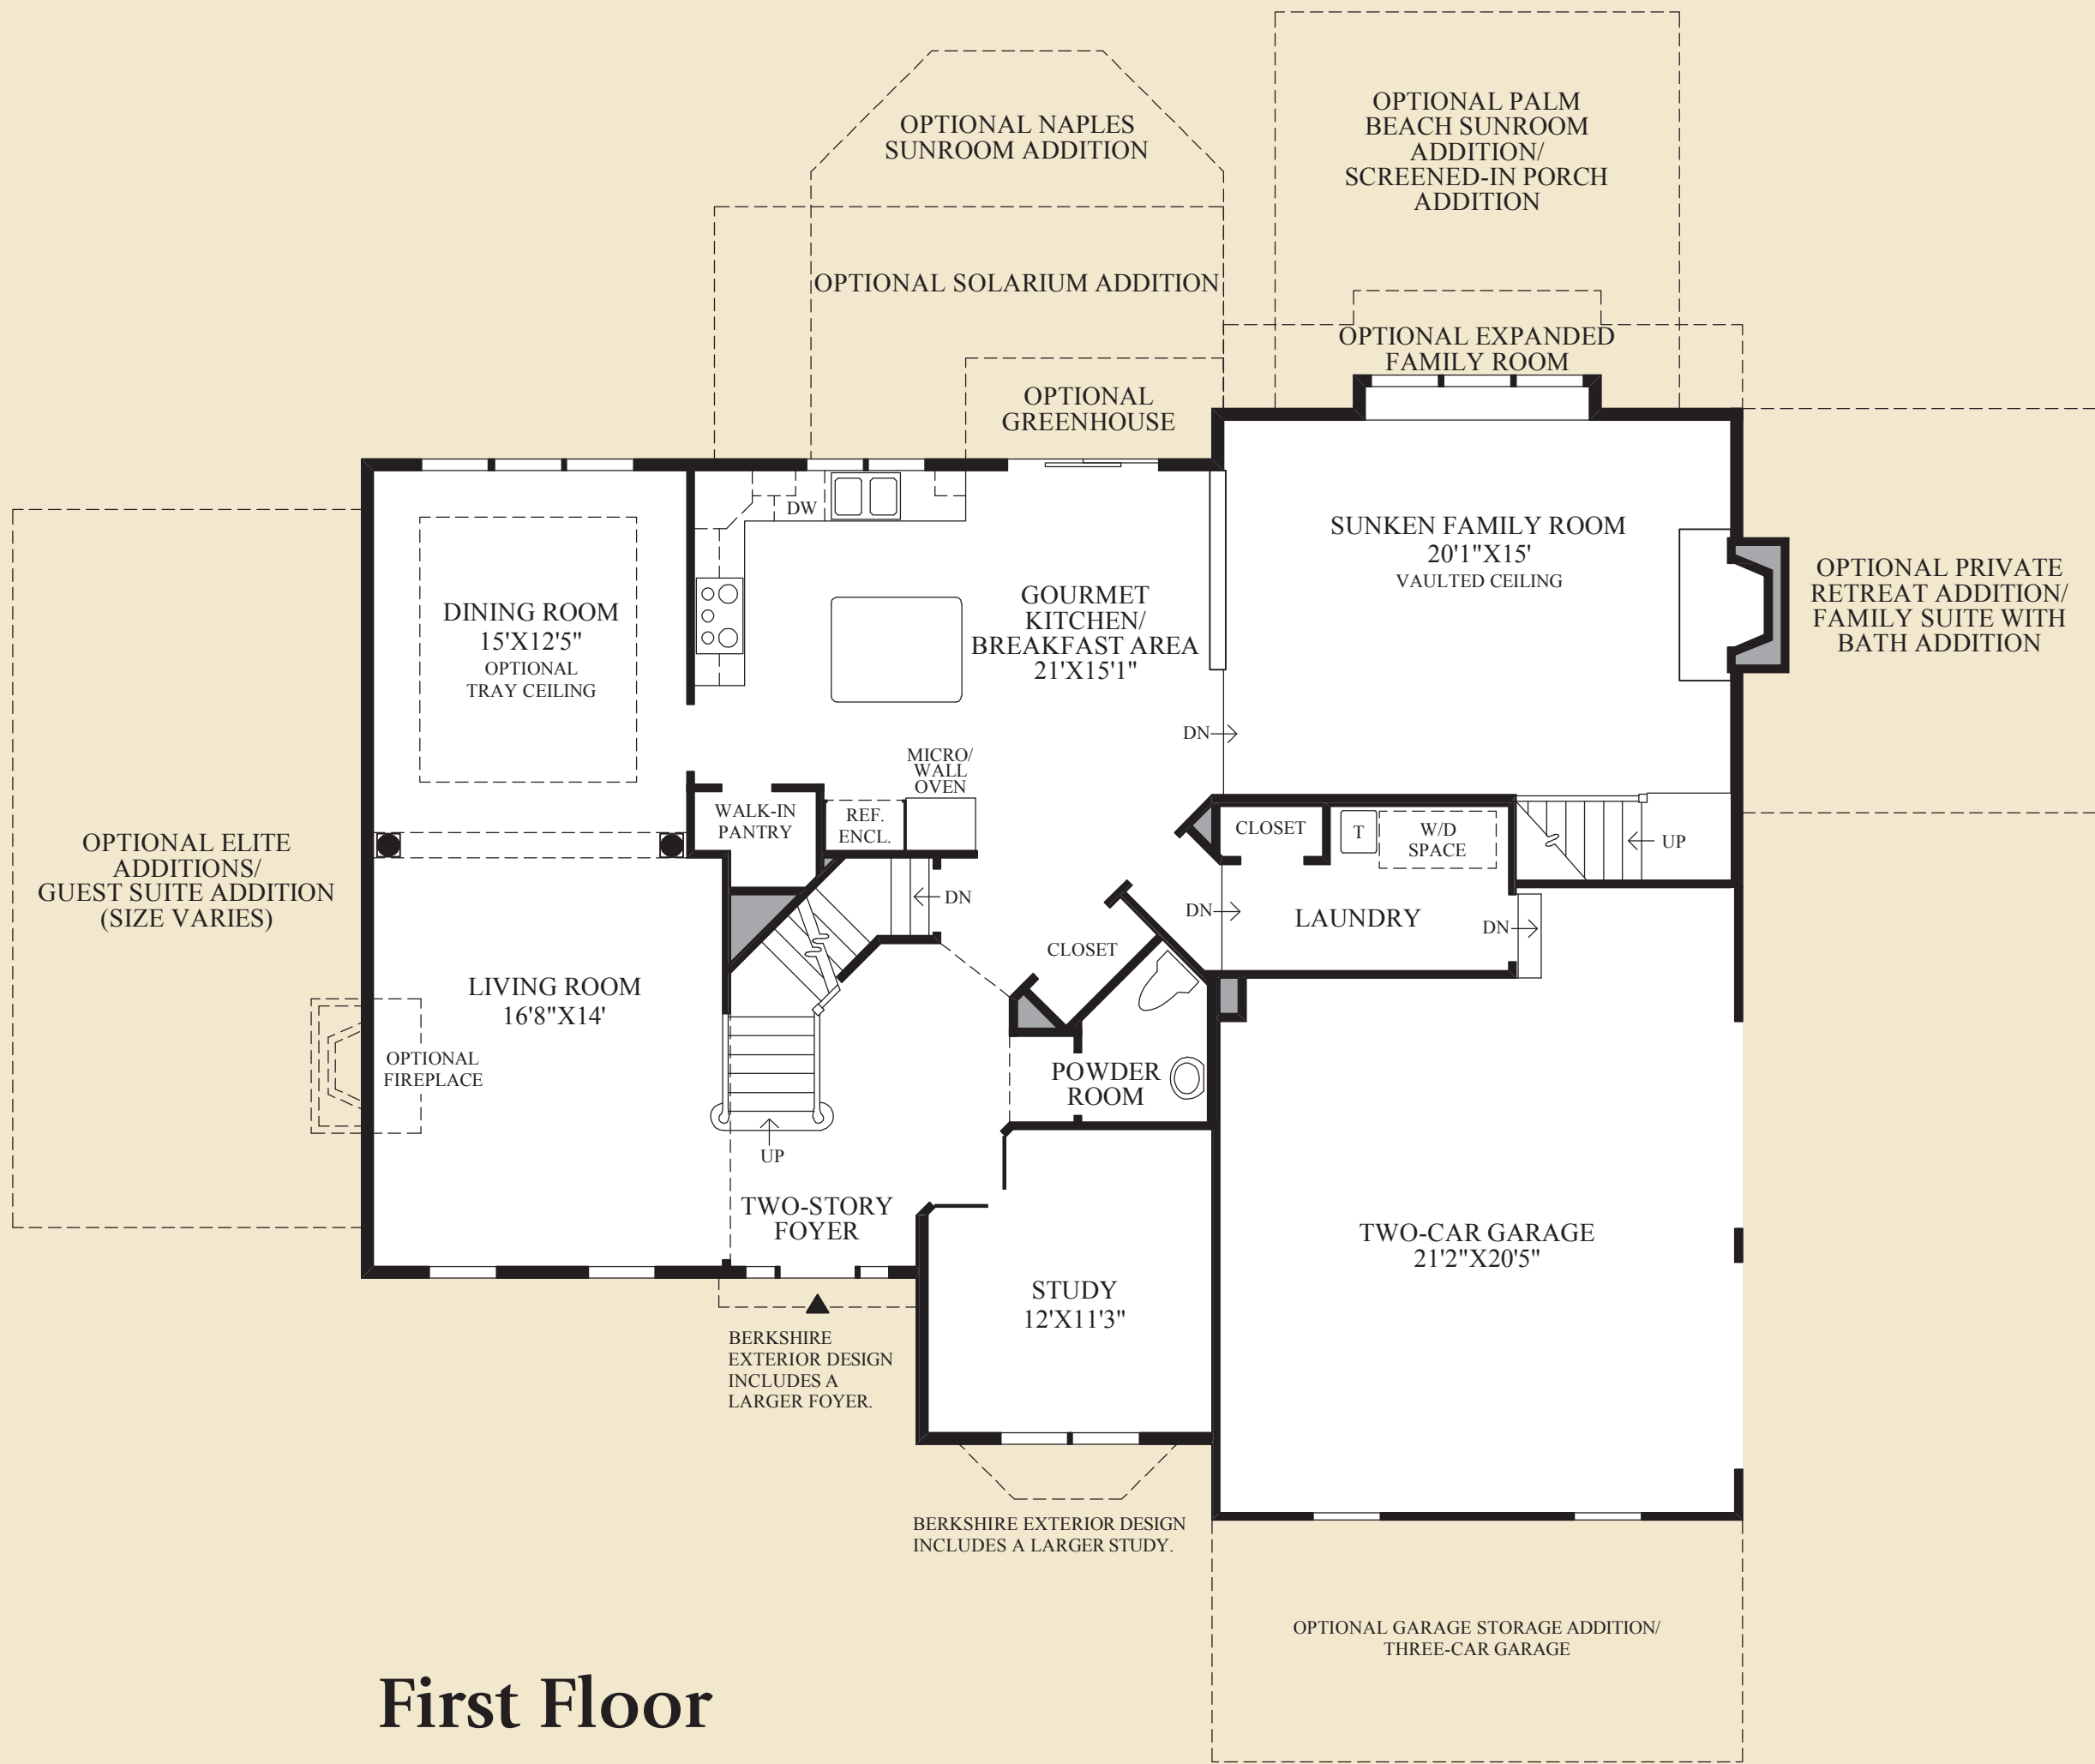 OPTIONAL NAPLES
SUNROOM ADDITION
OPTIONAL PALM
BEACH SUNROOM
ADDITION/
SCREENED-IN PORCH
ADDITION
OPTIONAL SOLARIUM ADDITION
OPTIONAL EXPANDED
FAMILY ROOM
OPTIONAL
GREENHOUSE
DW
SUNKEN FAMILY ROOM
20'1"X15'
VAULTED CEILING
OPTIONAL PRIVATE
RETREAT ADDITION/
FAMILY SUITE WITH
BATH ADDITION
DINING ROOM
15'X12'5"
OPTIONAL
TRAY CEILING
GOURMET
KITCHEN/
BREAKFAST AREA
21'X15'1"
DN
MICRO/
WALL
OVEN
WALK-IN
PANTRY
REF.
ENCL.
CLOSET
T
W/D
SPACE
UP
OPTIONAL ELITE
ADDITIONS/
GUEST SUITE ADDITION
(SIZE VARIES)
DN
DN
LAUNDRY
DN
CLOSET
LIVING ROOM
16'8"X14'
OPTIONAL
FIREPLACE
POWDER
ROOM
UP
TWO-STORY
FOYER
TWO-CAR GARAGE
21'2"X20'5"
STUDY
12'X11'3"
BERKSHIRE
EXTERIOR DESIGN
INCLUDES A
LARGER FOYER.
BERKSHIRE EXTERIOR DESIGN
INCLUDES A LARGER STUDY.
OPTIONAL GARAGE STORAGE ADDITION/
THREE-CAR GARAGE
First Floor